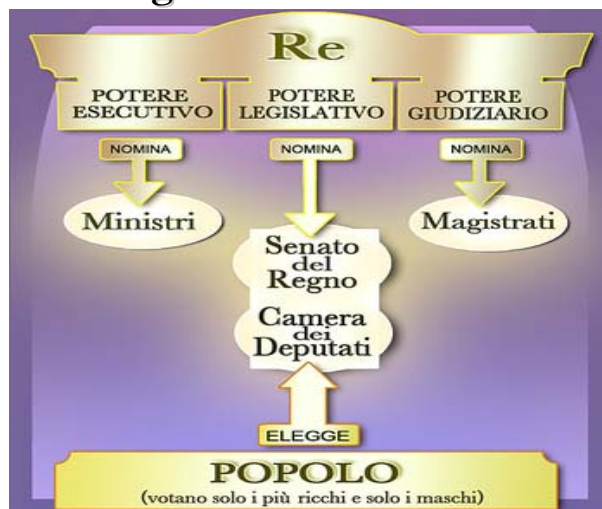 Re
POTERE
ESECUTIVO
POTERE
LEGISLATIVO
POTERE
GIUDIZIARIO
NOMINA
NOMINA
NOMINA
Ministri
Senato
del
Regno
Magistrati
Camera
dei
Deputati
ELEGGE
POPOLO
(votano solo i più ricchi e solo i maschi)